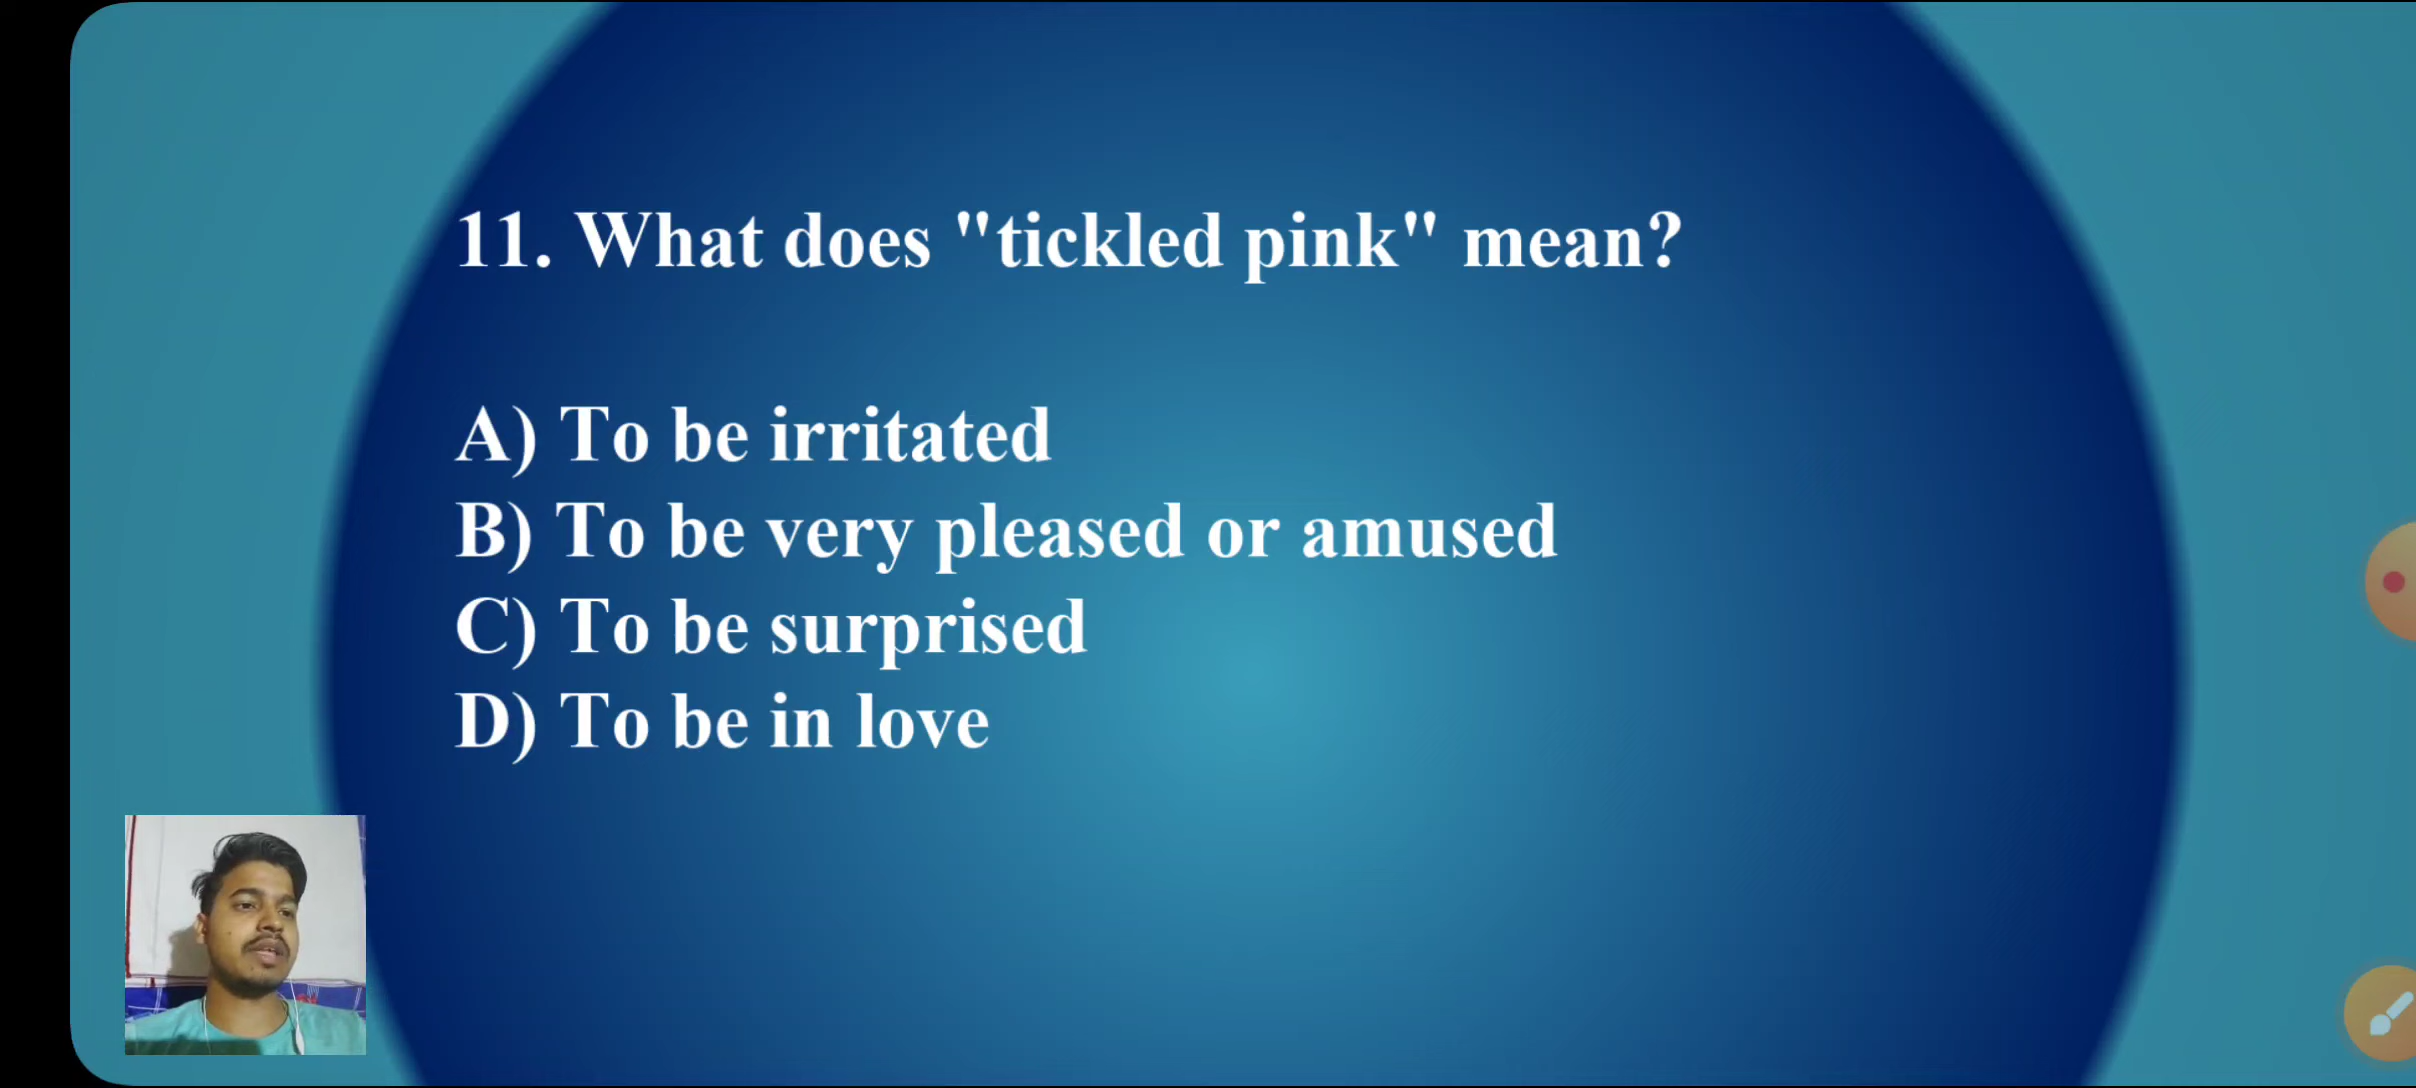 11. What does "tickled pink" mean?
A) To be irritated
B) To be very pleased or amused
C) To be surprised
D) To be in love